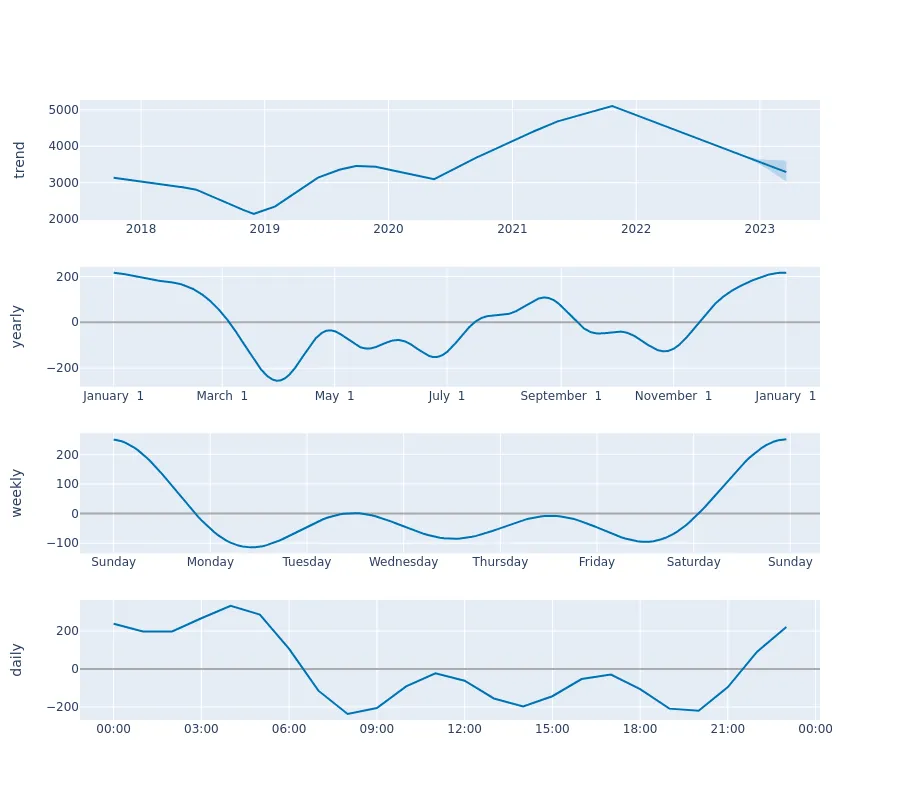 trend
5000
4000
3000
2000
2018 2019 2020 2021 2022 2023
yearly
200
0
−200
January 1 March 1 May 1 July 1 September 1 November 1 January 1
weekly
200
100
0
−100
Sunday Monday Tuesday Wednesday Thursday Friday Saturday Sunday
daily
200
0
−200
00:00 03:00 06:00 09:00 12:00 15:00 18:00 21:00 00:00